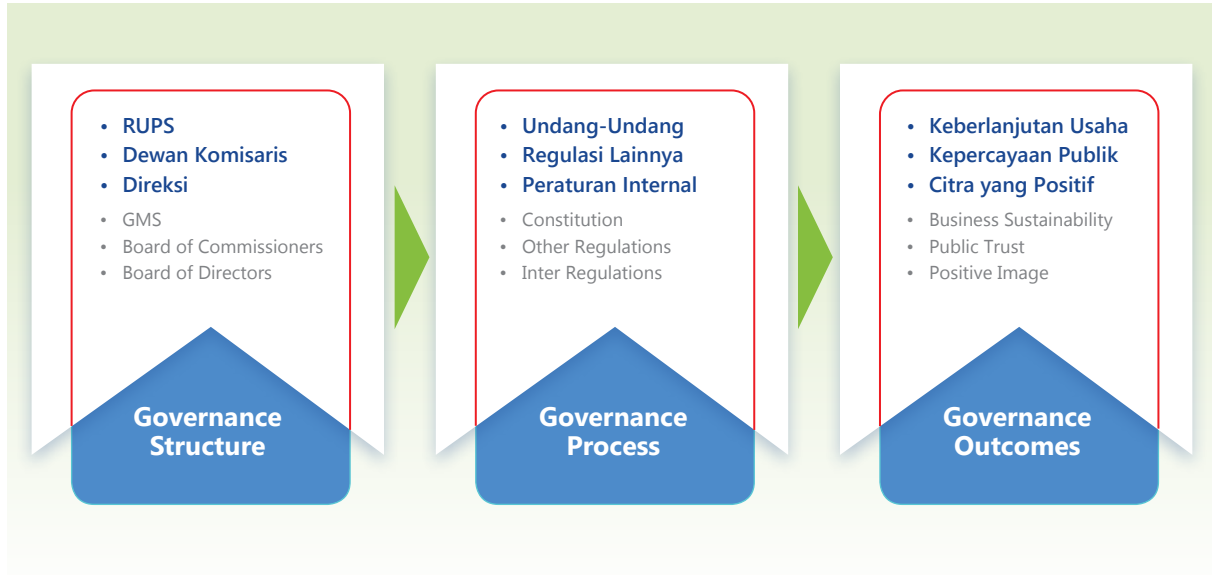 • RUPS
• Dewan Komisaris
• Direksi
• GMS
• Board of Commissioners
• Board of Directors
Governance
Structure
• Undang-Undang
• Regulasi Lainnya
• Peraturan Internal
• Constitution
• Other Regulations
• Inter Regulations
Governance
Process
• Keberlanjutan Usaha
• Kepercayaan Publik
• Citra yang Positif
• Business Sustainability
• Public Trust
• Positive Image
Governance
Outcomes